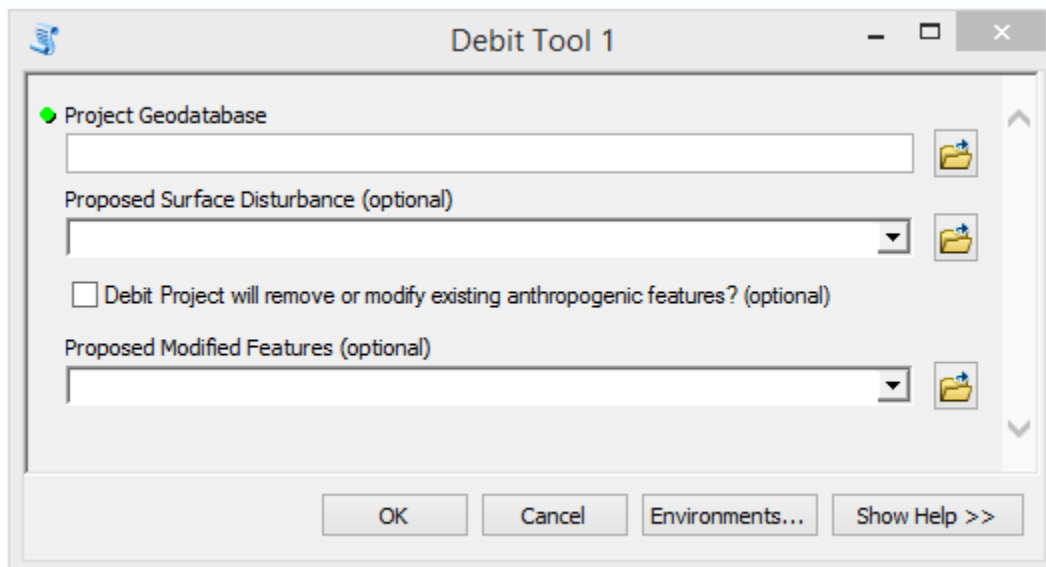 Debit Tool 1
Project Geodatabase
Proposed Surface Disturbance (optional)
Debit Project will remove or modify existing anthropogenic features? (optional)
Proposed Modified Features (optional)
OK Cancel Environments... Show Help >>